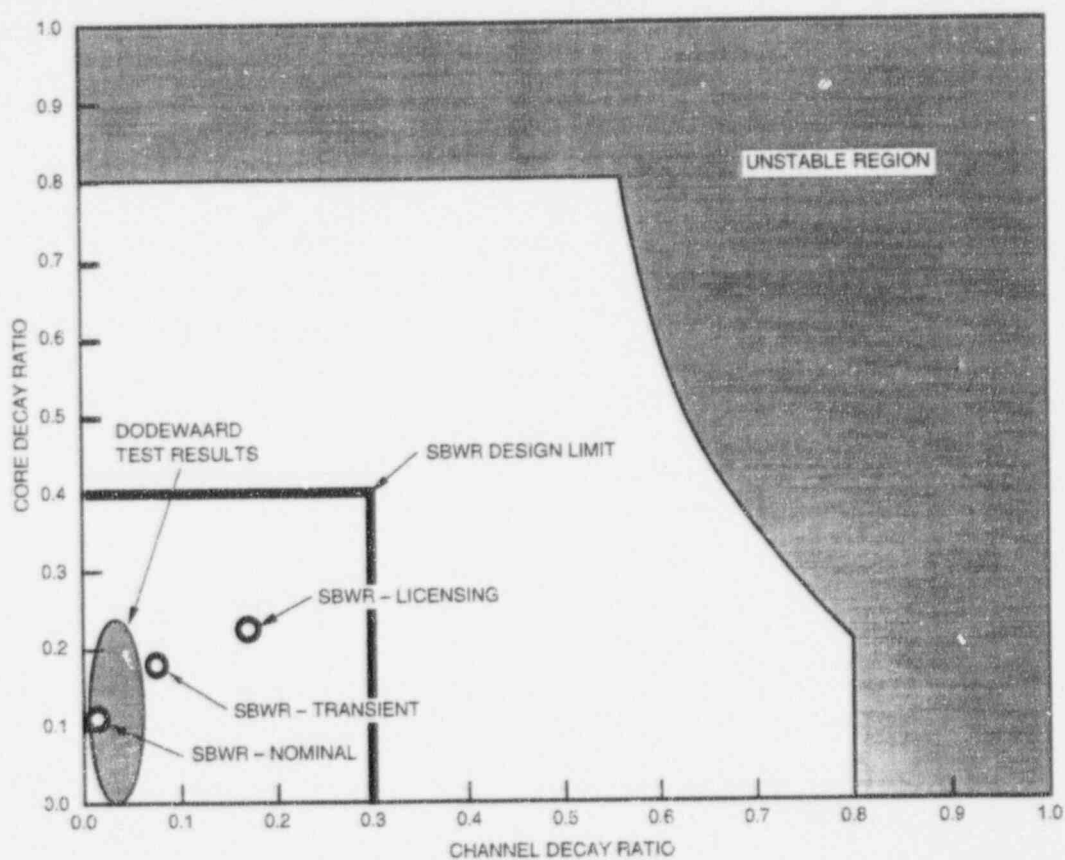 1.0
0.9
0.8
0.7
0.6
0.5
0.4
0.3
0.2
0.1
0.0
CORE DECAY RATIO
UNSTABLE REGION
DODEWAARD
TEST RESULTS
SBWR DESIGN LIMIT
SBWR – LICENSING
SBWR – TRANSIENT
SBWR – NOMINAL
0.0 0.1 0.2 0.3 0.4 0.5 0.6 0.7 0.8 0.9 1.0
CHANNEL DECAY RATIO